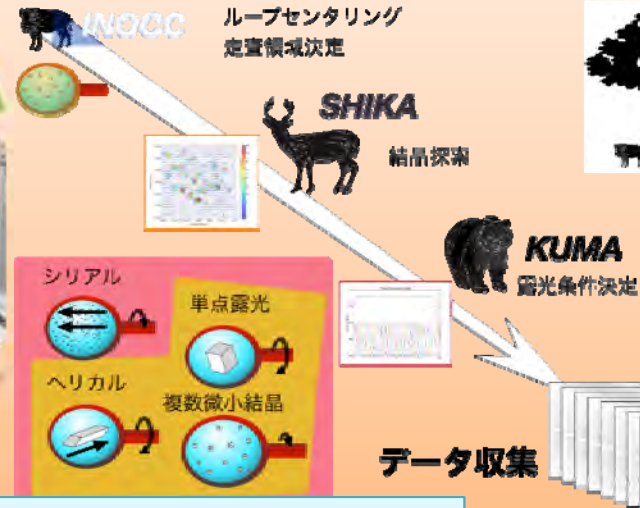 INOCC
ループセンタリング
走査領域決定
SHIKA
結晶探索
KUMA
露光条件決定
シリアル
単点露光
ヘリカル
複数微小結晶
データ収集